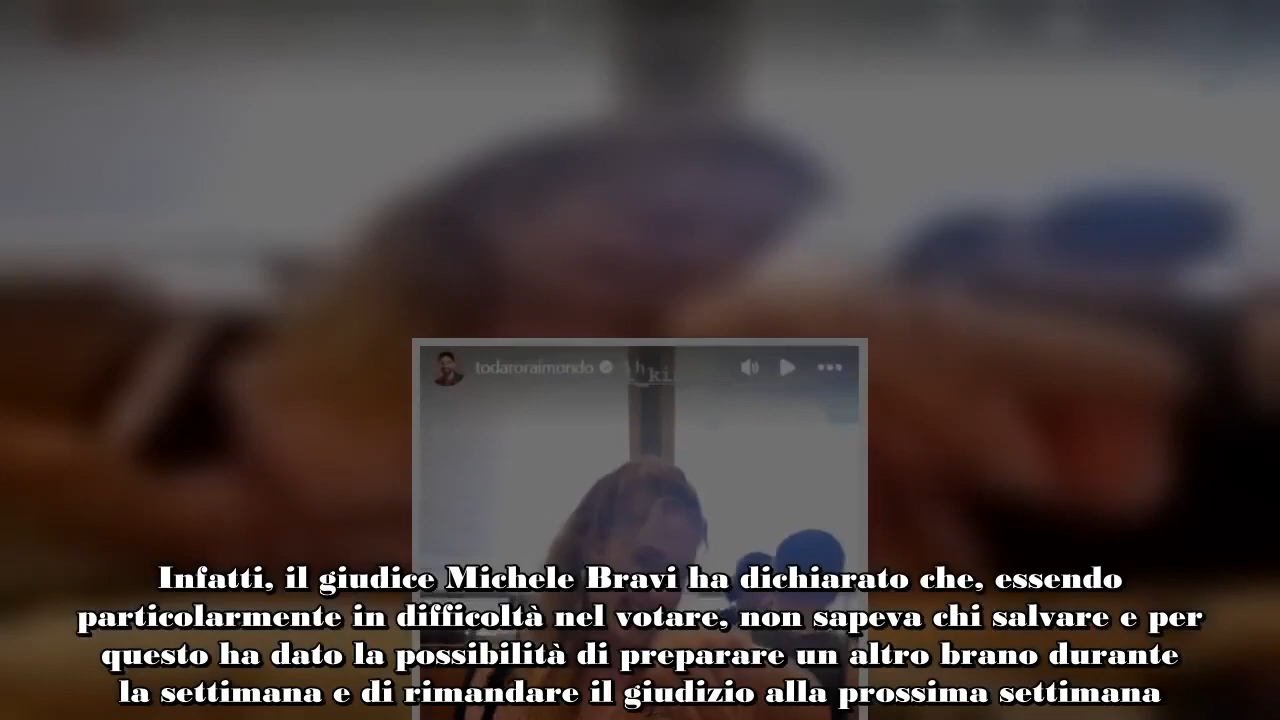 todaroraimondo
Infatti, il giudice Michele Bravi ha dichiarato che, essendo
particolarmente in difficoltà nel votare, non sapeva chi salvare e per
questo ha dato la possibilità di preparare un altro brano durante
la settimana e di rimandare il giudizio alla prossima settimana